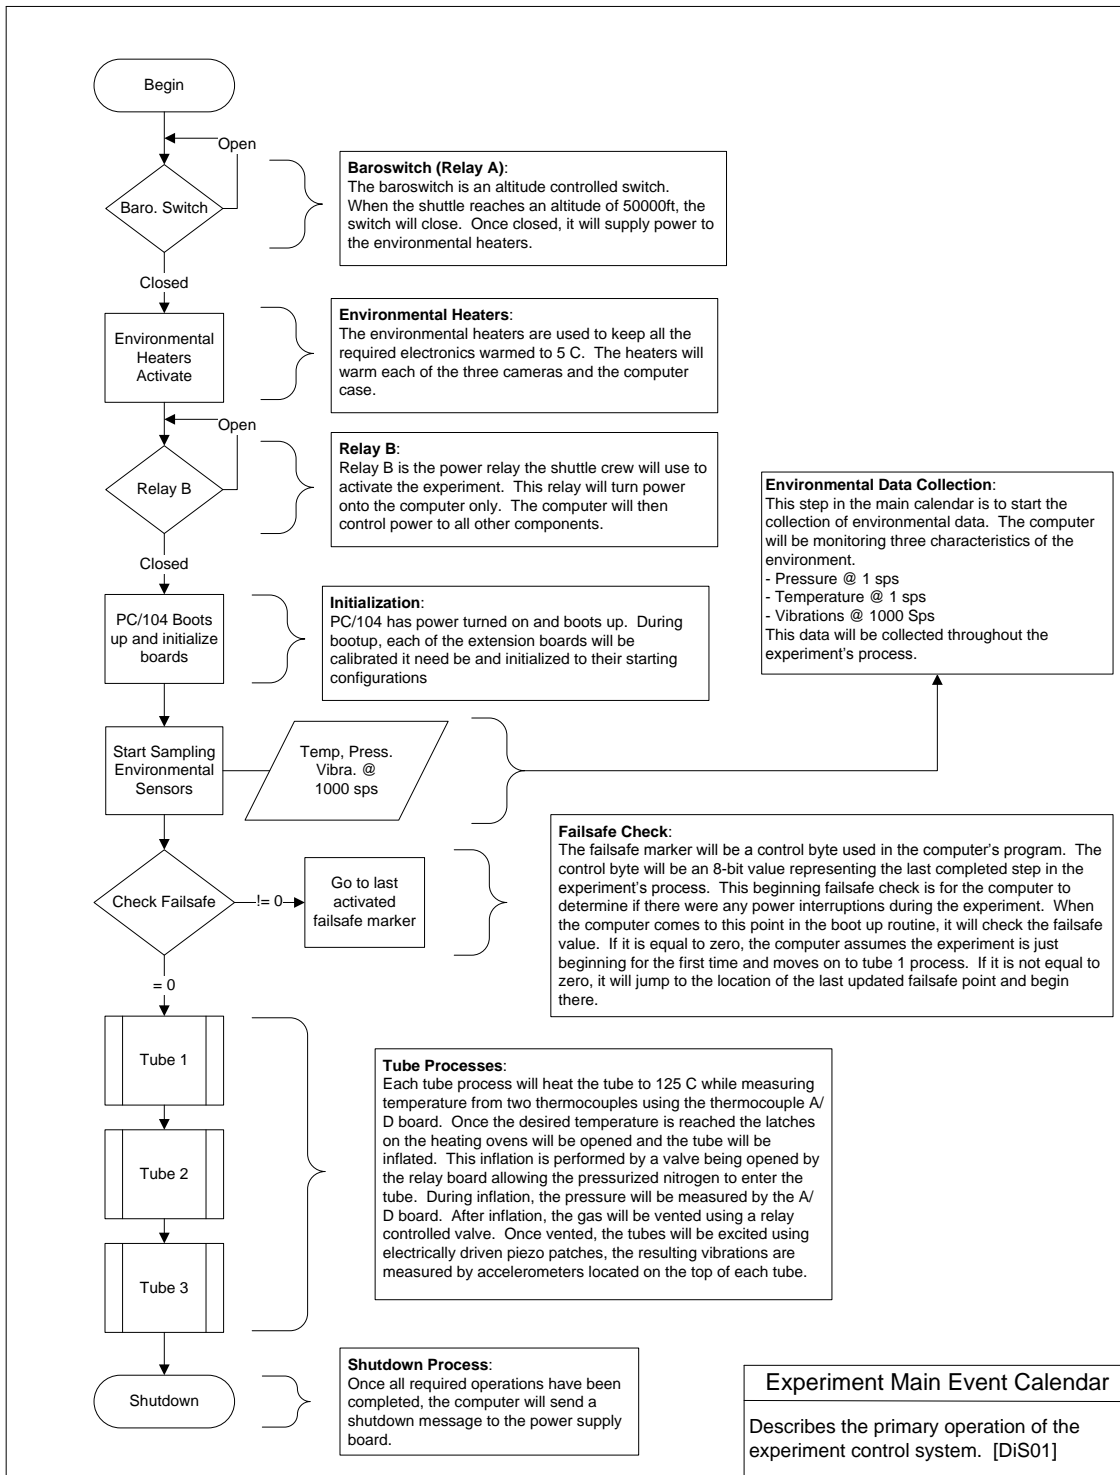 Begin
Open
Baro. Switch
Closed
Baroswitch (Relay A):
The baroswitch is an altitude controlled switch.
When the shuttle reaches an altitude of 50000ft, the
switch will close.  Once closed, it will supply power to
the environmental heaters.
Environmental
Heaters
Activate
Environmental Heaters:
The environmental heaters are used to keep all the
required electronics warmed to 5 C.  The heaters will
warm each of the three cameras and the computer
case.
Open
Relay B
Closed
Relay B:
Relay B is the power relay the shuttle crew will use to
activate the experiment.  This relay will turn power
onto the computer only.  The computer will then
control power to all other components.
Environmental Data Collection:
This step in the main calendar is to start the
collection of environmental data.  The computer
will be monitoring three characteristics of the
environment.
- Pressure @ 1 sps
- Temperature @ 1 sps
- Vibrations @ 1000 Sps
This data will be collected throughout the
experiment's process.
PC/104 Boots
up and initialize
boards
Initialization:
PC/104 has power turned on and boots up.  During
bootup, each of the extension boards will be
calibrated it need be and initialized to their starting
configurations
Start Sampling
Environmental
Sensors
Temp, Press.
Vibra. @
1000 sps
Check Failsafe
!= 0
Go to last
activated
failsafe marker
= 0
Failsafe Check:
The failsafe marker will be a control byte used in the computer's program.  The
control byte will be an 8-bit value representing the last completed step in the
experiment's process.  This beginning failsafe check is for the computer to
determine if there were any power interruptions during the experiment.  When
the computer comes to this point in the boot up routine, it will check the failsafe
value.  If it is equal to zero, the computer assumes the experiment is just
beginning for the first time and moves on to tube 1 process.  If it is not equal to
zero, it will jump to the location of the last updated failsafe point and begin
there.
Tube 1
Tube 2
Tube 3
Tube Processes:
Each tube process will heat the tube to 125 C while measuring
temperature from two thermocouples using the thermocouple A/
D board.  Once the desired temperature is reached the latches
on the heating ovens will be opened and the tube will be
inflated.  This inflation is performed by a valve being opened by
the relay board allowing the pressurized nitrogen to enter the
tube.  During inflation, the pressure will be measured by the A/
D board.  After inflation, the gas will be vented using a relay
controlled valve.  Once vented, the tubes will be excited using
electrically driven piezo patches, the resulting vibrations are
measured by accelerometers located on the top of each tube.
Shutdown
Shutdown Process:
Once all required operations have been
completed, the computer will send a
shutdown message to the power supply
board.
Experiment Main Event Calendar
Describes the primary operation of the
experiment control system.  [DiS01]